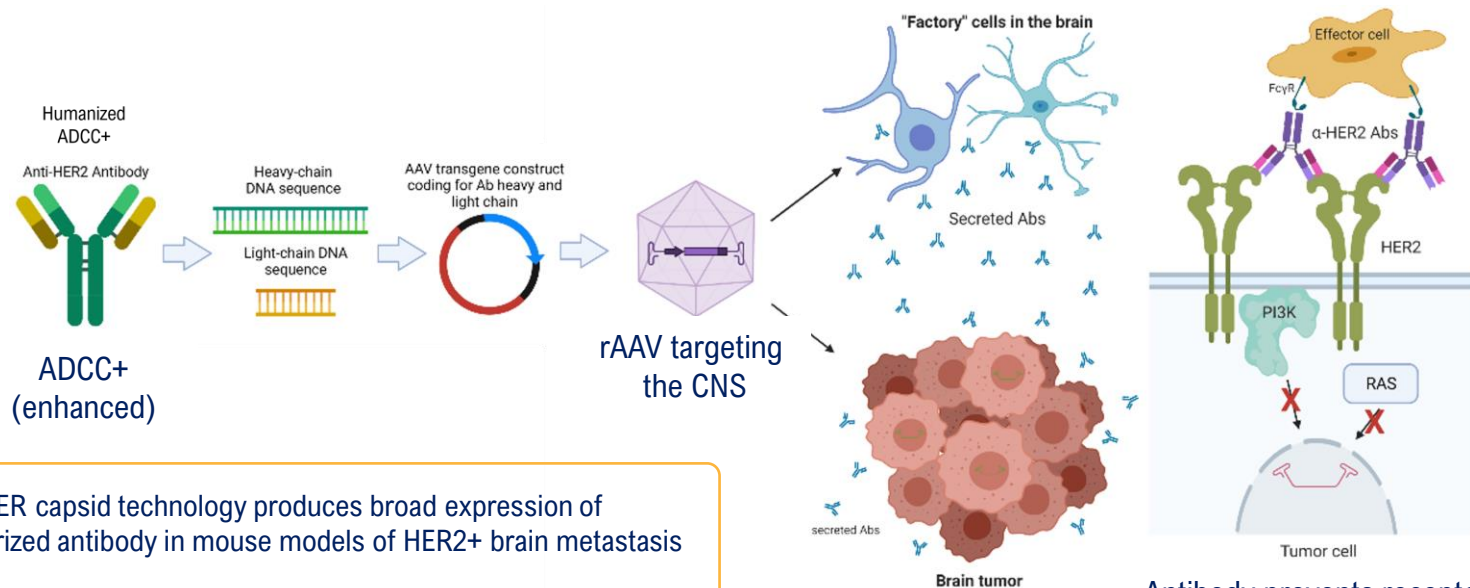 Humanized
ADCC+
Anti-HER2 Antibody
ADCC+
(enhanced)
Heavy-chain
DNA sequence
Light-chain DNA
sequence
AAV transgene construct
coding for Ab heavy and
light chain
rAAV targeting
the CNS
"Factory" cells in the brain
Secreted Abs
secreted Abs
Brain tumor
Effector cell
FcγR
α-HER2 Abs
HER2
PI3K
RAS
X
X
Tumor cell
ER capsid technology produces broad expression of
rized antibody in mouse models of HER2+ brain metastasis
Antibody prevents